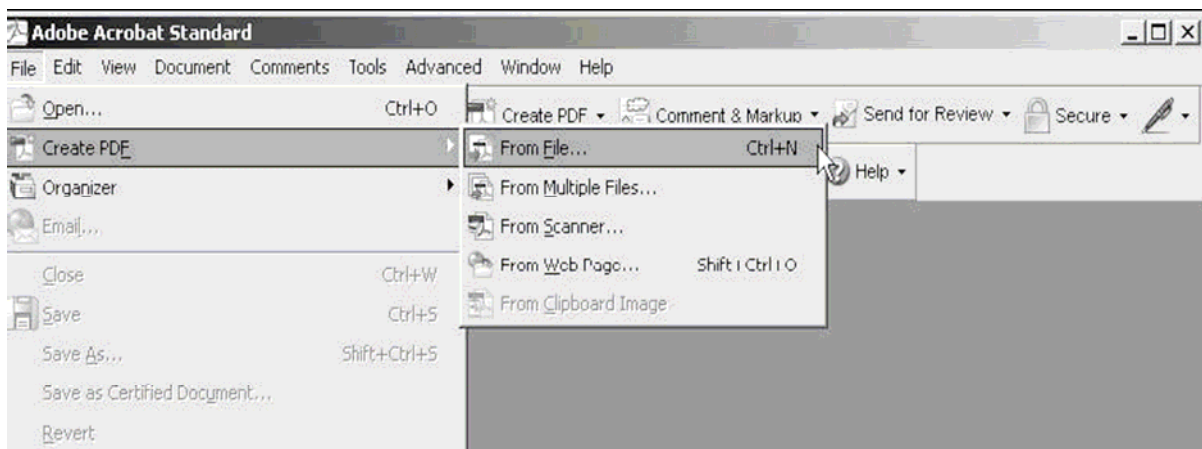 Adobe Acrobat Standard
File Edit View Document Comments Tools Advanced Window Help
Open... Ctrl+O
Create PDF Comment & Markup Send for Review Secure
Create PDF
From File... Ctrl+N
Help
Organizer
From Multiple Files...
Email...
From Scanner...
Close Ctrl+W
From Web Page... Shift+Ctrl+O
Save Ctrl+S
From Clipboard Image
Save As... Shift+Ctrl+S
Save as Certified Document...
Revert